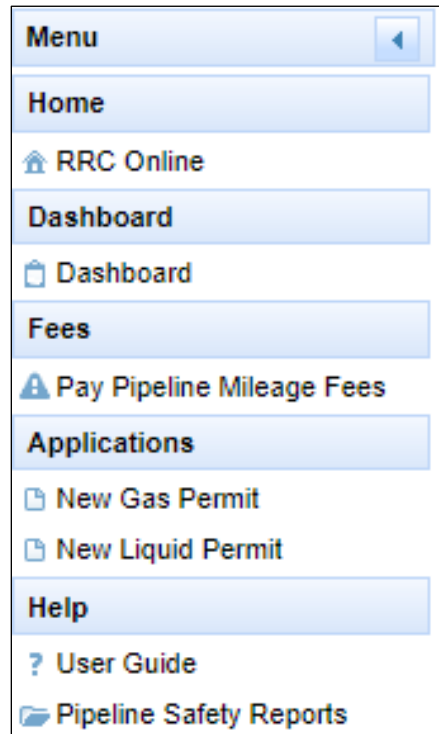 Menu
Home
RRC Online
Dashboard
Dashboard
Fees
Pay Pipeline Mileage Fees
Applications
New Gas Permit
New Liquid Permit
Help
? User Guide
Pipeline Safety Reports